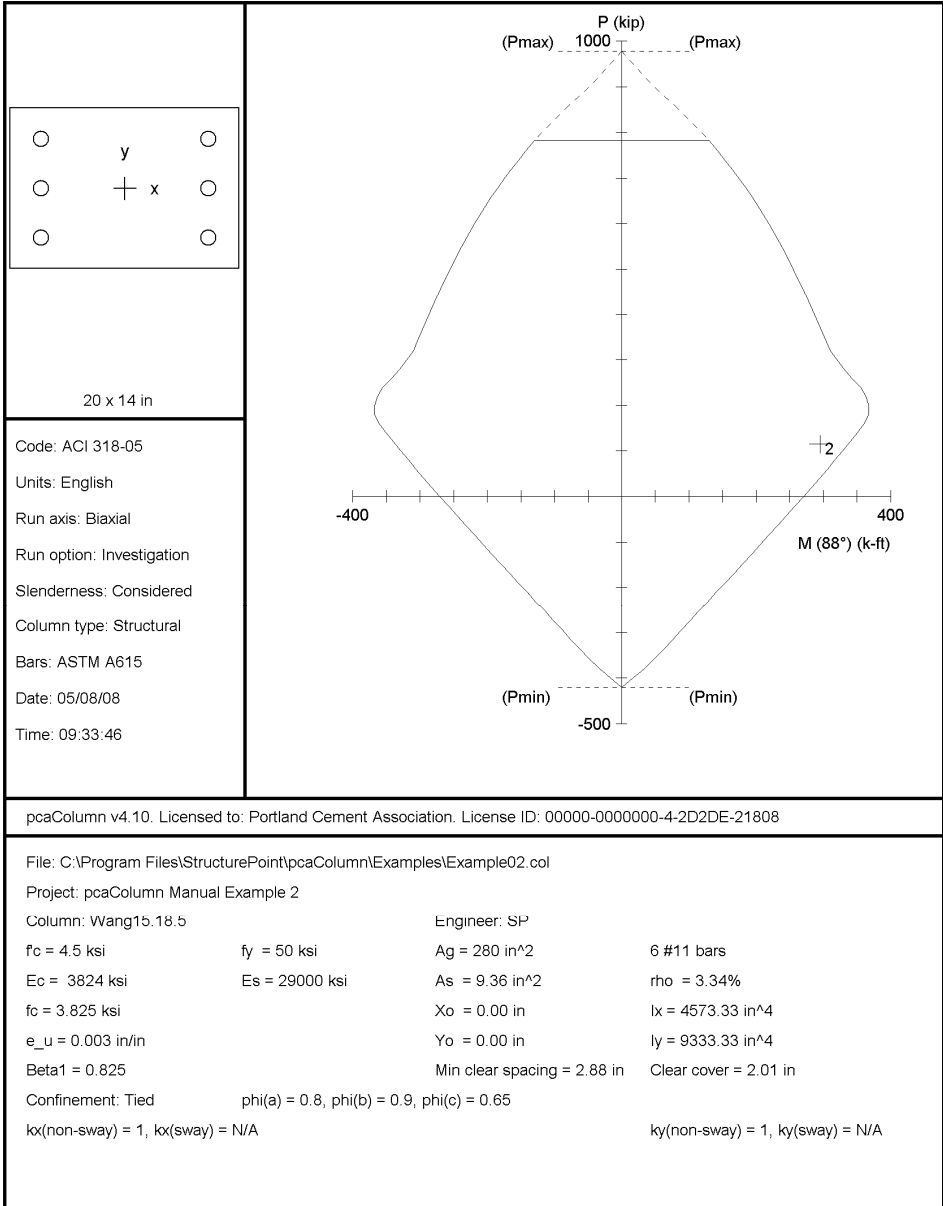 P (kip)
(Pmax) 1000 (Pmax)
y
x
20 x 14 in
Code: ACI 318-05
Units: English
Run axis: Biaxial
Run option: Investigation
Slenderness: Considered
Column type: Structural
Bars: ASTM A615
Date: 05/08/08
Time: 09:33:46
2
-400 400
M (88°) (k-ft)
(Pmin) (Pmin)
-500
pcaColumn v4.10. Licensed to: Portland Cement Association. License ID: 00000-0000000-4-2D2DE-21808
File: C:\Program Files\StructurePoint\pcaColumn\Examples\Example02.col
Project: pcaColumn Manual Example 2
Column: Wang15.18.5 Engineer: SP
f'c = 4.5 ksi fy = 50 ksi Ag = 280 in^2 6 #11 bars
Ec = 3824 ksi Es = 29000 ksi As = 9.36 in^2 rho = 3.34%
fc = 3.825 ksi Xo = 0.00 in Ix = 4573.33 in^4
e_u = 0.003 in/in Yo = 0.00 in Iy = 9333.33 in^4
Beta1 = 0.825 Min clear spacing = 2.88 in Clear cover = 2.01 in
Confinement: Tied phi(a) = 0.8, phi(b) = 0.9, phi(c) = 0.65
kx(non-sway) = 1, kx(sway) = N/A ky(non-sway) = 1, ky(sway) = N/A